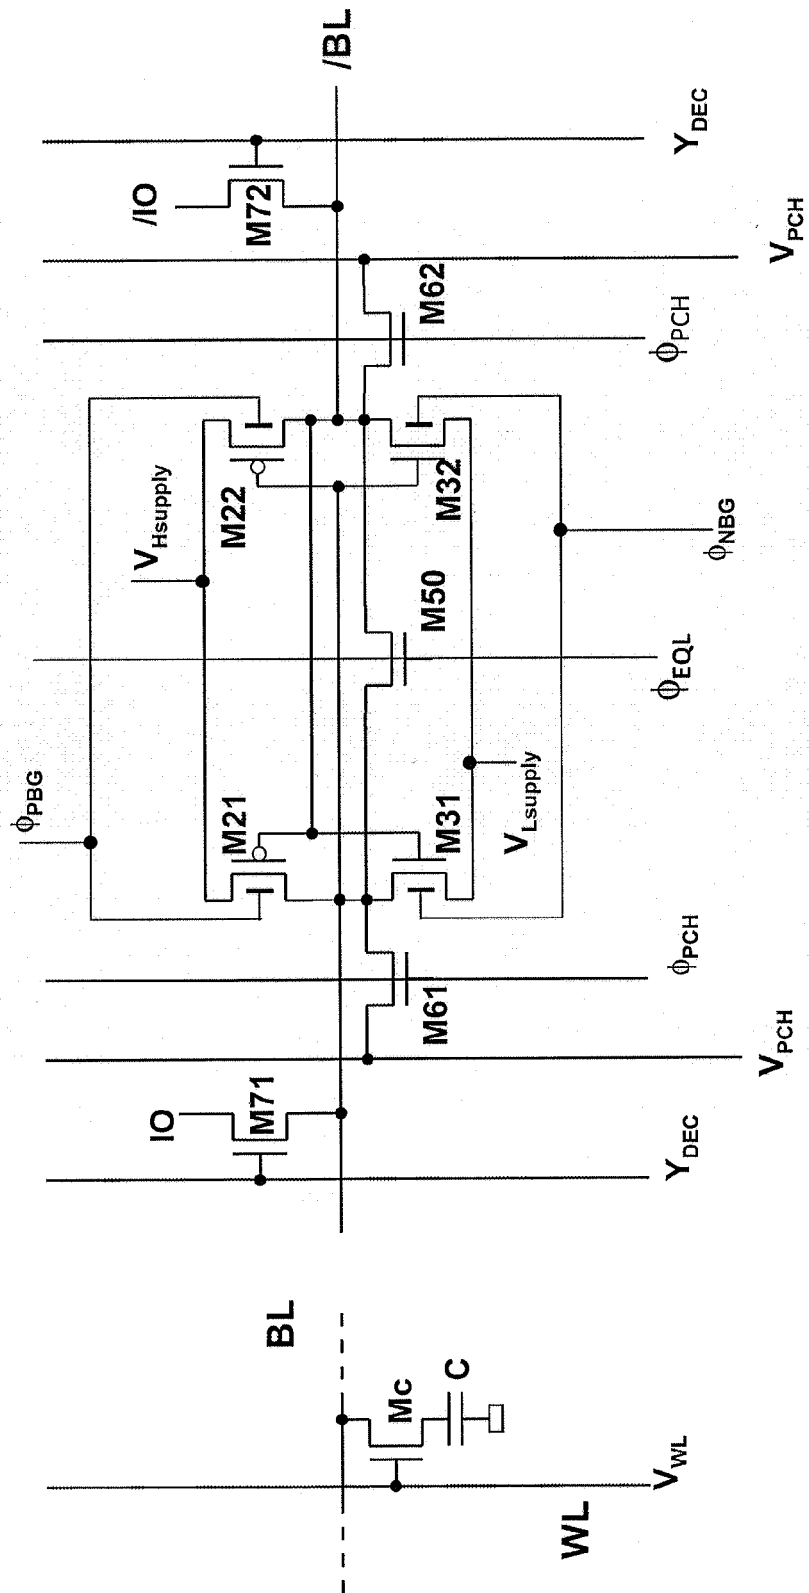 /BL
Y_DEC
/IO
M72
V_PCH
M62
ϕ_PCH
V_Hsupply
M22
M32
ϕ_NBG
M50
ϕ_EQL
ϕ_PBG
M21
M31
V_Lsupply
ϕ_PCH
M61
V_PCH
IO
M71
Y_DEC
BL
Mc
C
V_WL
WL